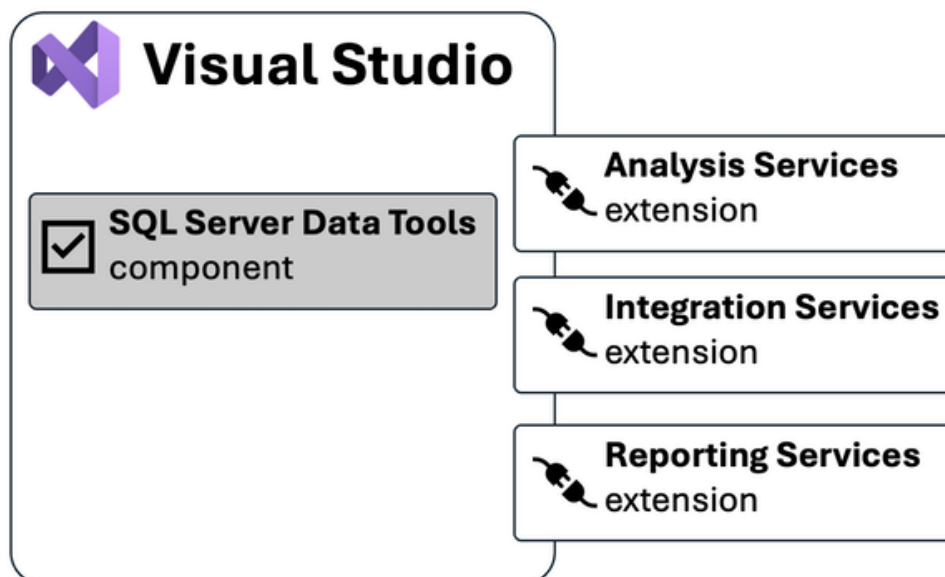 Visual Studio
SQL Server Data Tools
component
Analysis Services
extension
Integration Services
extension
Reporting Services
extension